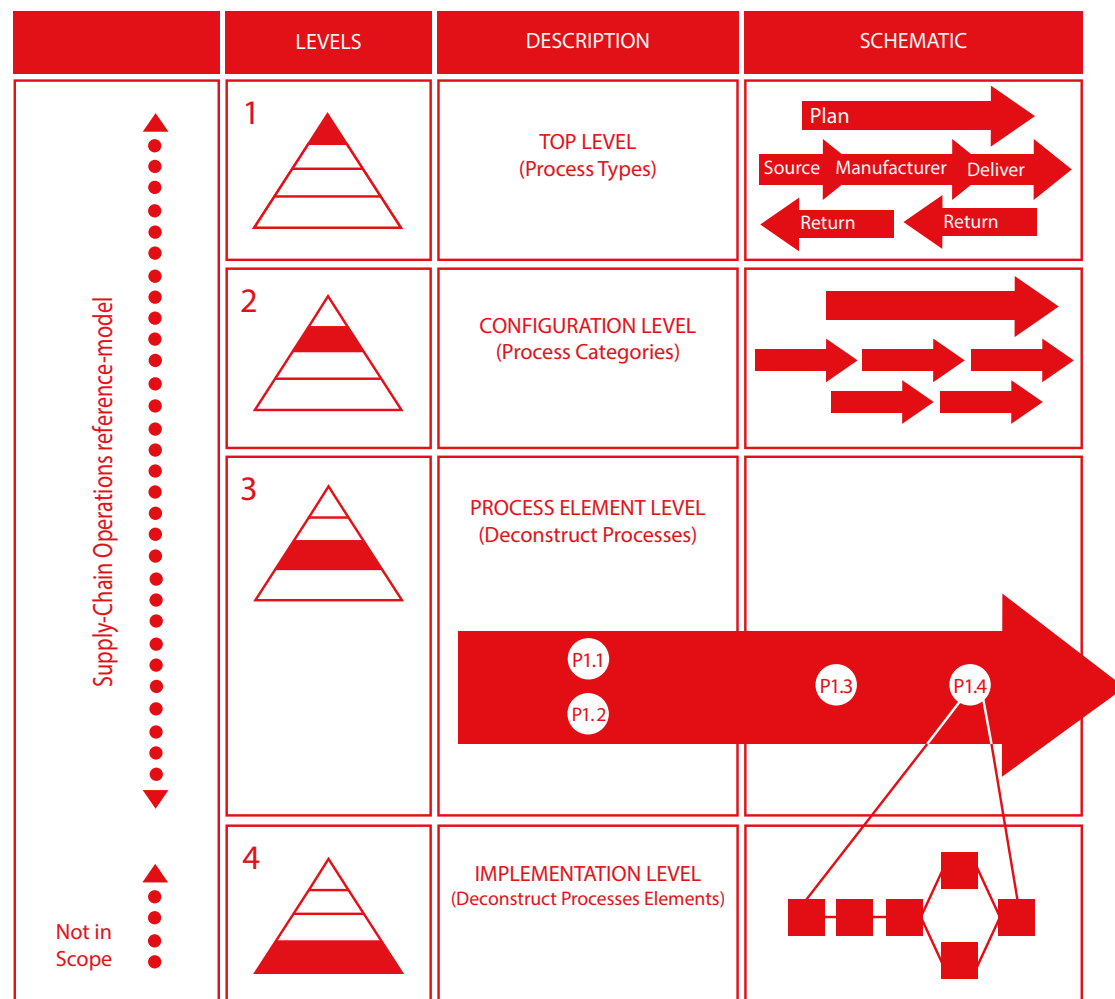 LEVELS
DESCRIPTION
SCHEMATIC
Supply-Chain Operations reference-model
1
TOP LEVEL
(Process Types)
Plan
Source
Manufacturer
Deliver
Return
Return
2
CONFIGURATION LEVEL
(Process Categories)
3
PROCESS ELEMENT LEVEL
(Deconstruct Processes)
P1.1
P1.2
P1.3
P1.4
Not in
Scope
4
IMPLEMENTATION LEVEL
(Deconstruct Processes Elements)